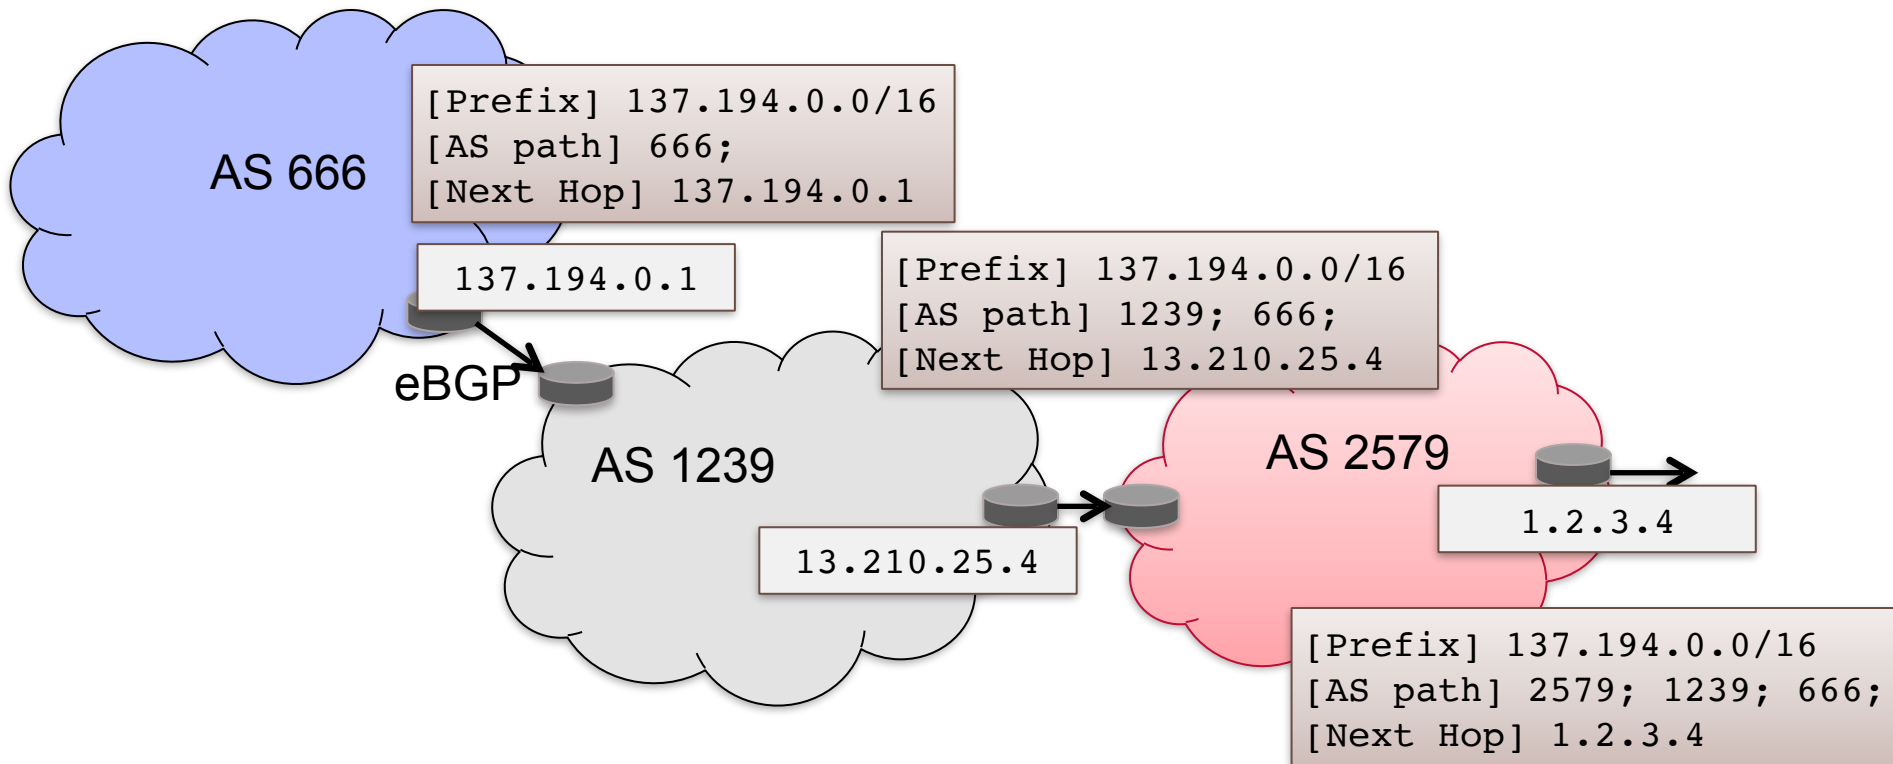 [Prefix] 137.194.0.0/16
[AS path] 666;
[Next Hop] 137.194.0.1
AS 666
137.194.0.1
[Prefix] 137.194.0.0/16
[AS path] 1239; 666;
[Next Hop] 13.210.25.4
eBGP
AS 1239
AS 2579
13.210.25.4
1.2.3.4
[Prefix] 137.194.0.0/16
[AS path] 2579; 1239; 666;
[Next Hop] 1.2.3.4